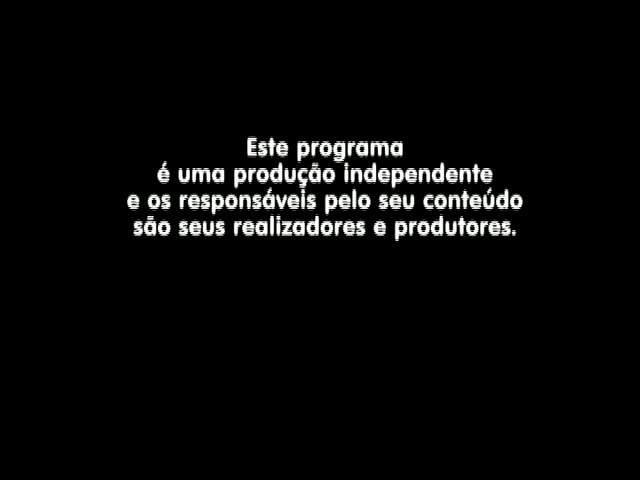 Este programa
é uma produção independente
e os responsáveis pelo seu conteúdo
são seus realizadores e produtores.